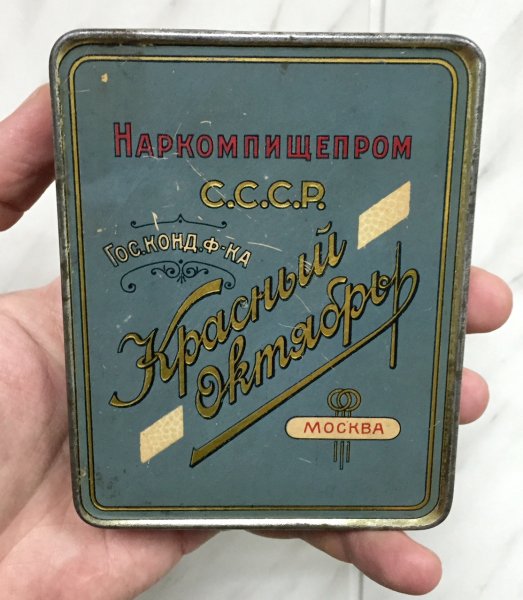 Наркомпищепром
С.С.С.Р.
Гос.конд.ф-ка
Красный
Октябрь
Москва